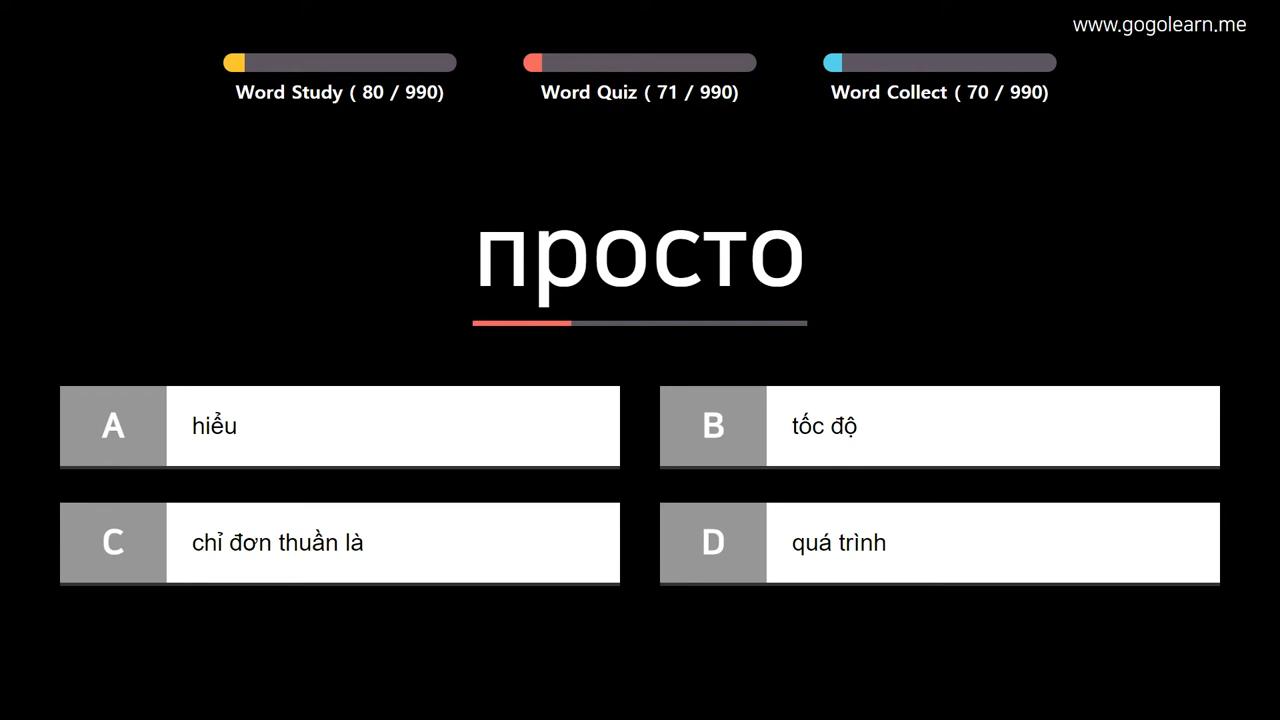 www.gogolearn.me
Word Study ( 80 / 990)
Word Quiz ( 71 / 990)
Word Collect ( 70 / 990)
просто
A hiểu
B tốc độ
C chỉ đơn thuần là
D quá trình